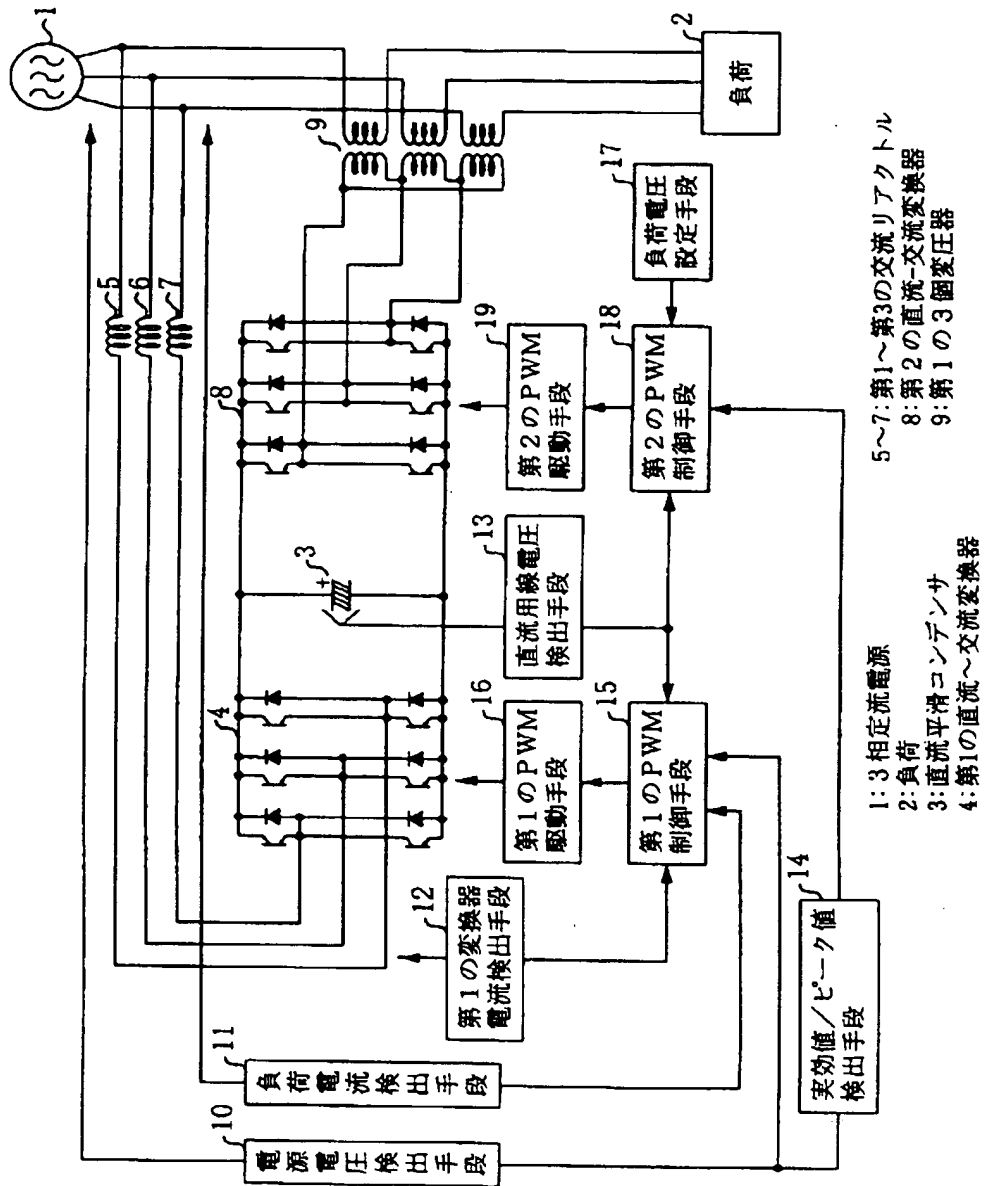 1
2
負荷
9
17
負荷電圧
設定手段
5
6
7
8
19
第2のPWM
駆動手段
18
第2のPWM
制御手段
3
+
13
直流用線電圧
検出手段
4
16
第1のPWM
駆動手段
15
第1のPWM
制御手段
12
第1の変換器
電流検出手段
11
負荷電流検出手段
10
電源電圧検出手段
14
実効値/ピーク値
検出手段
1:3相定流電源
2:負荷
3:直流平滑コンデンサ
4:第1の直流～交流変換器
5~7:第1～第3の交流リアクトル
8:第2の直流-交流変換器
9:第1の3個変圧器